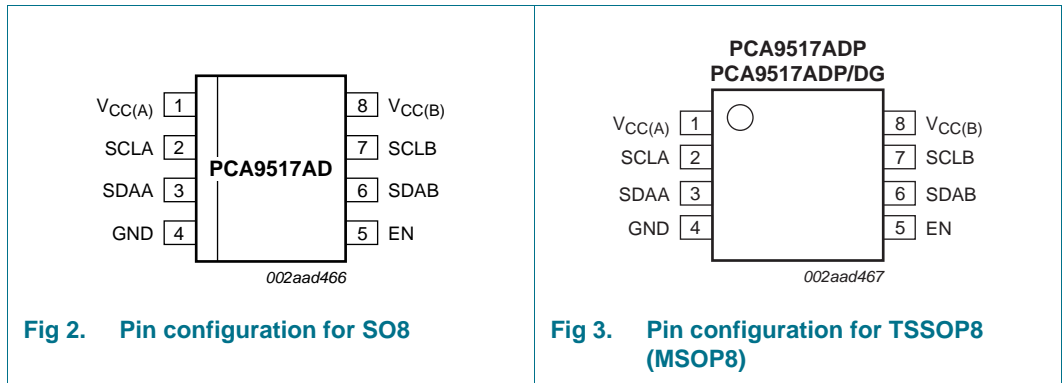 V_CC(A) 1
SCLA 2
SDAA 3
GND 4
PCA9517AD
8 V_CC(B)
7 SCLB
6 SDAB
5 EN
002aad466
Fig 2. Pin configuration for SO8
PCA9517ADP
PCA9517ADP/DG
V_CC(A) 1
SCLA 2
SDAA 3
GND 4
8 V_CC(B)
7 SCLB
6 SDAB
5 EN
002aad467
Fig 3. Pin configuration for TSSOP8
(MSOP8)